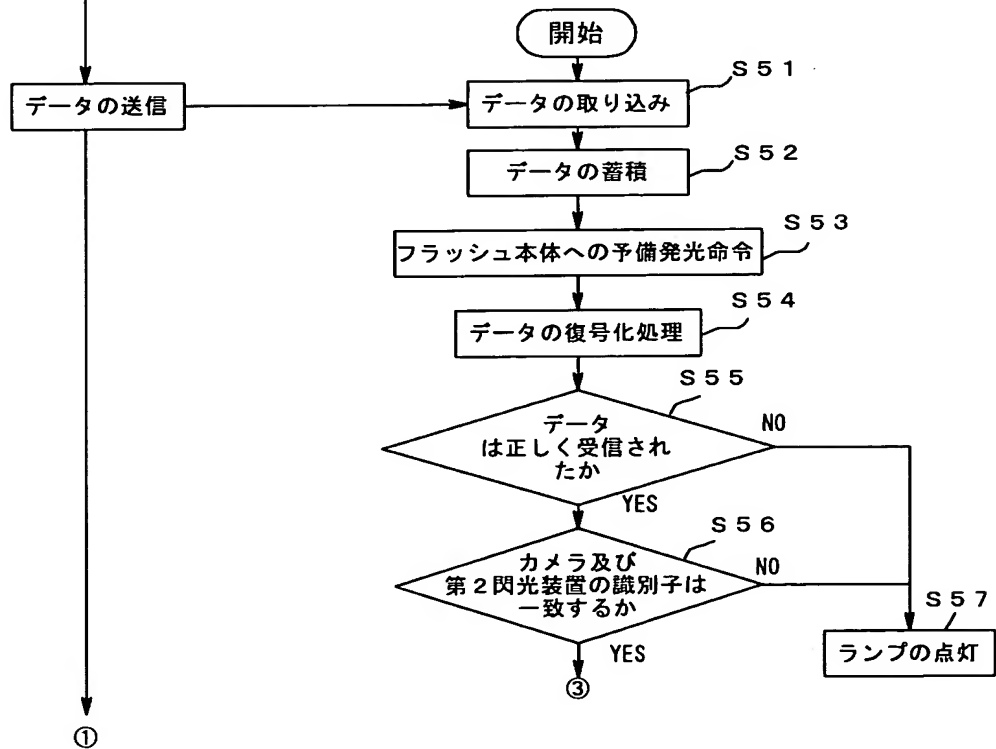 開始
S51
データの送信
データの取り込み
S52
データの蓄積
S53
フラッシュ本体への予備発光命令
S54
データの復号化処理
S55
データ
は正しく受信され
たか
NO
YES
S56
カメラ及び
第2閃光装置の識別子は
一致するか
NO
S57
ランプの点灯
YES
③
①